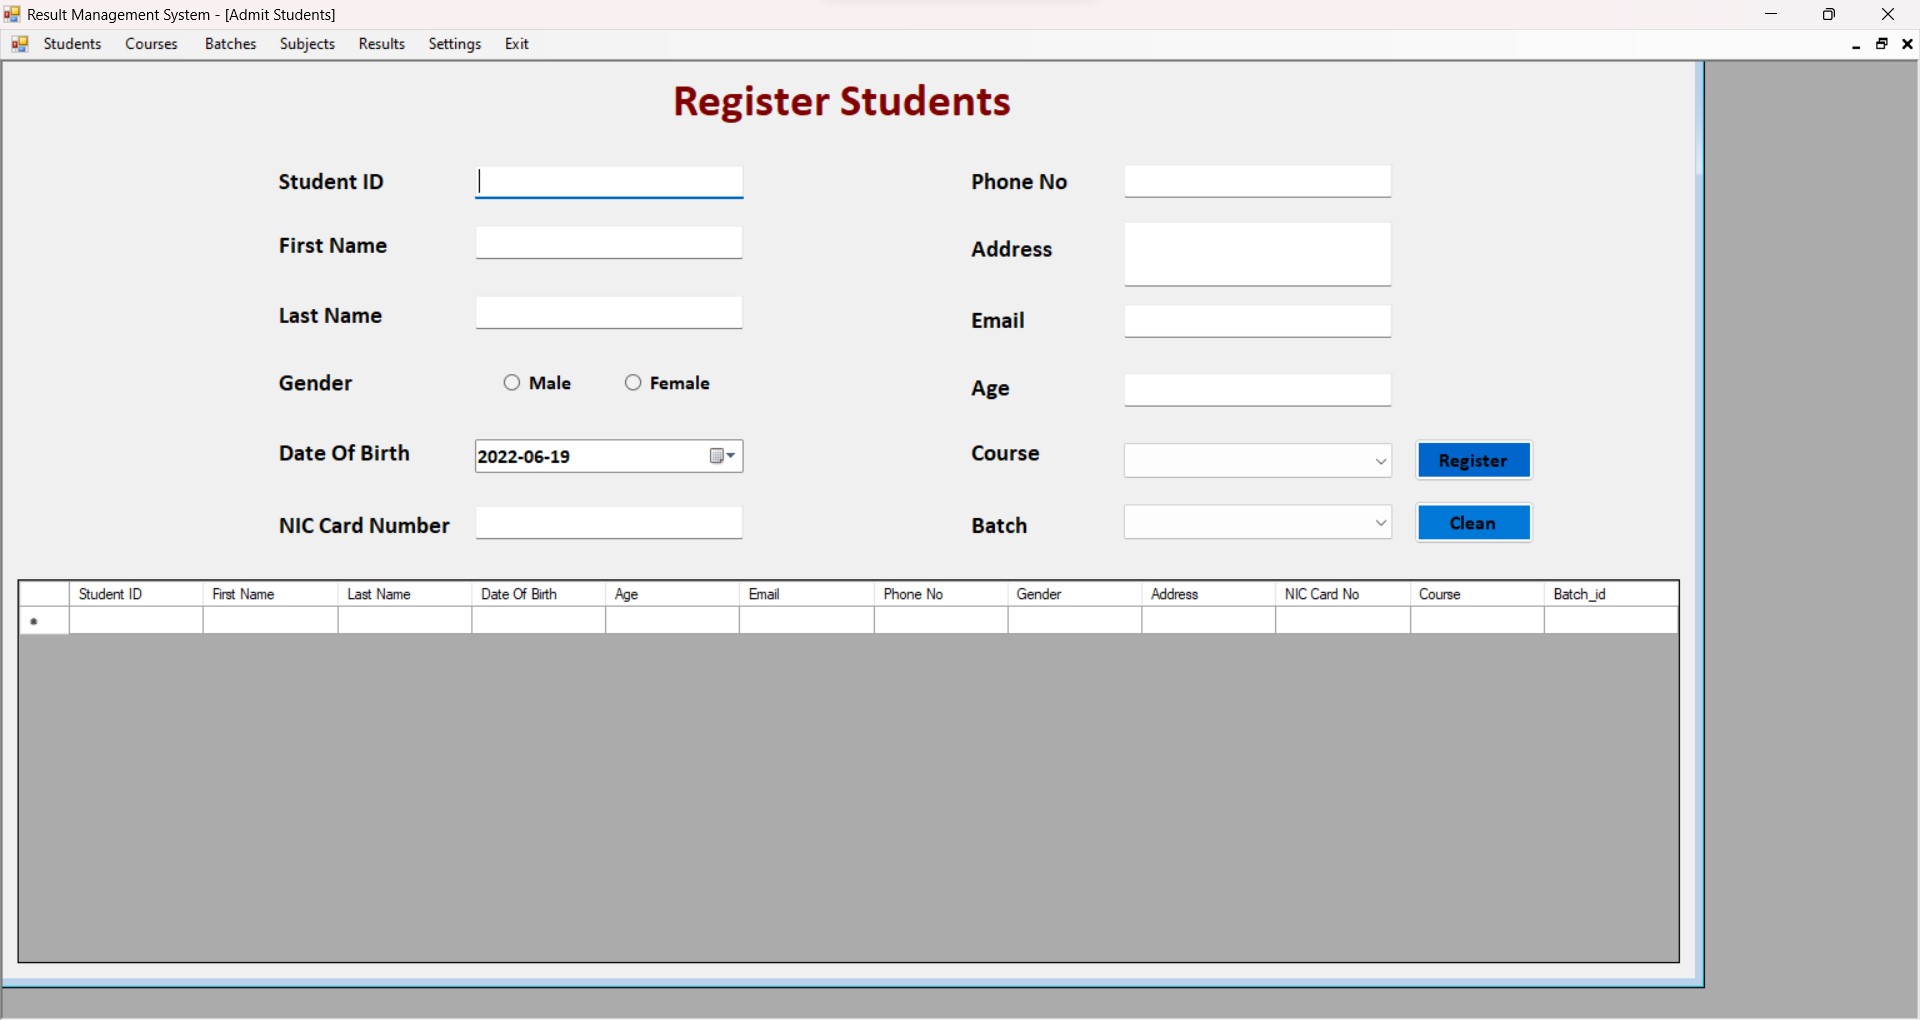 Result Management System - [Admit Students]
Students Courses Batches Subjects Results Settings Exit
Register Students
Student ID
Phone No
First Name
Address
Last Name
Email
Gender Male Female
Age
Date Of Birth 2022-06-19
Course Register
NIC Card Number
Batch Clean
Student ID First Name Last Name Date Of Birth Age Email Phone No Gender Address NIC Card No Course Batch_id